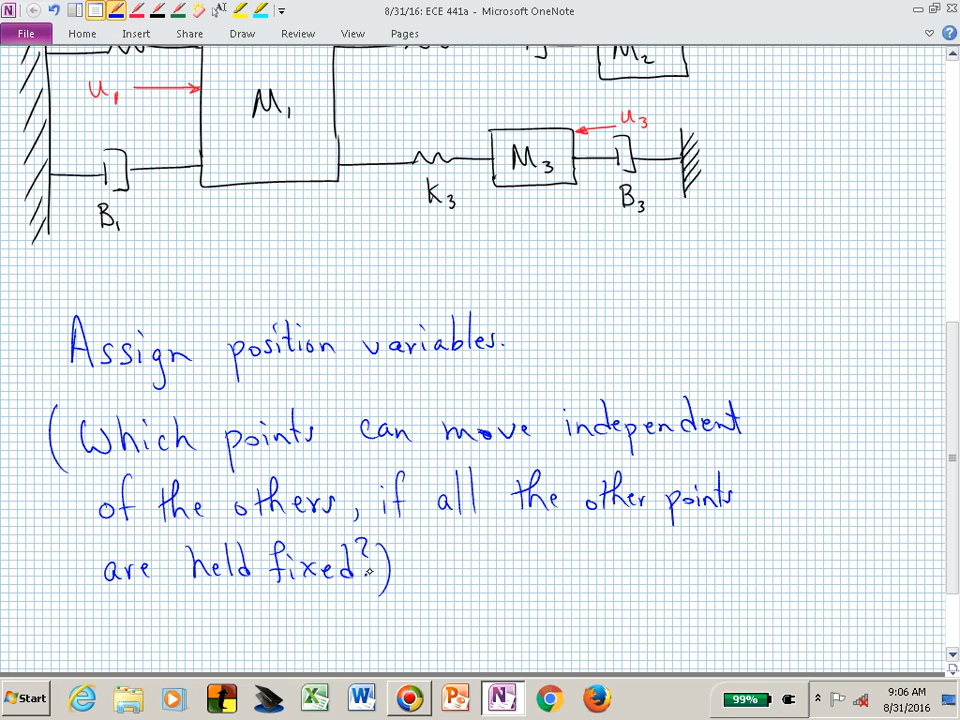 8/31/16: ECE 441a - Microsoft OneNote
File Home Insert Share Draw Review View Pages
M2
u1
M1
u3
M3
K3
B3
B1
Assign position variables.
(Which points can move independent
of the others, if all the other points
are held fixed?)
Start
99%
9:06 AM
8/31/2016